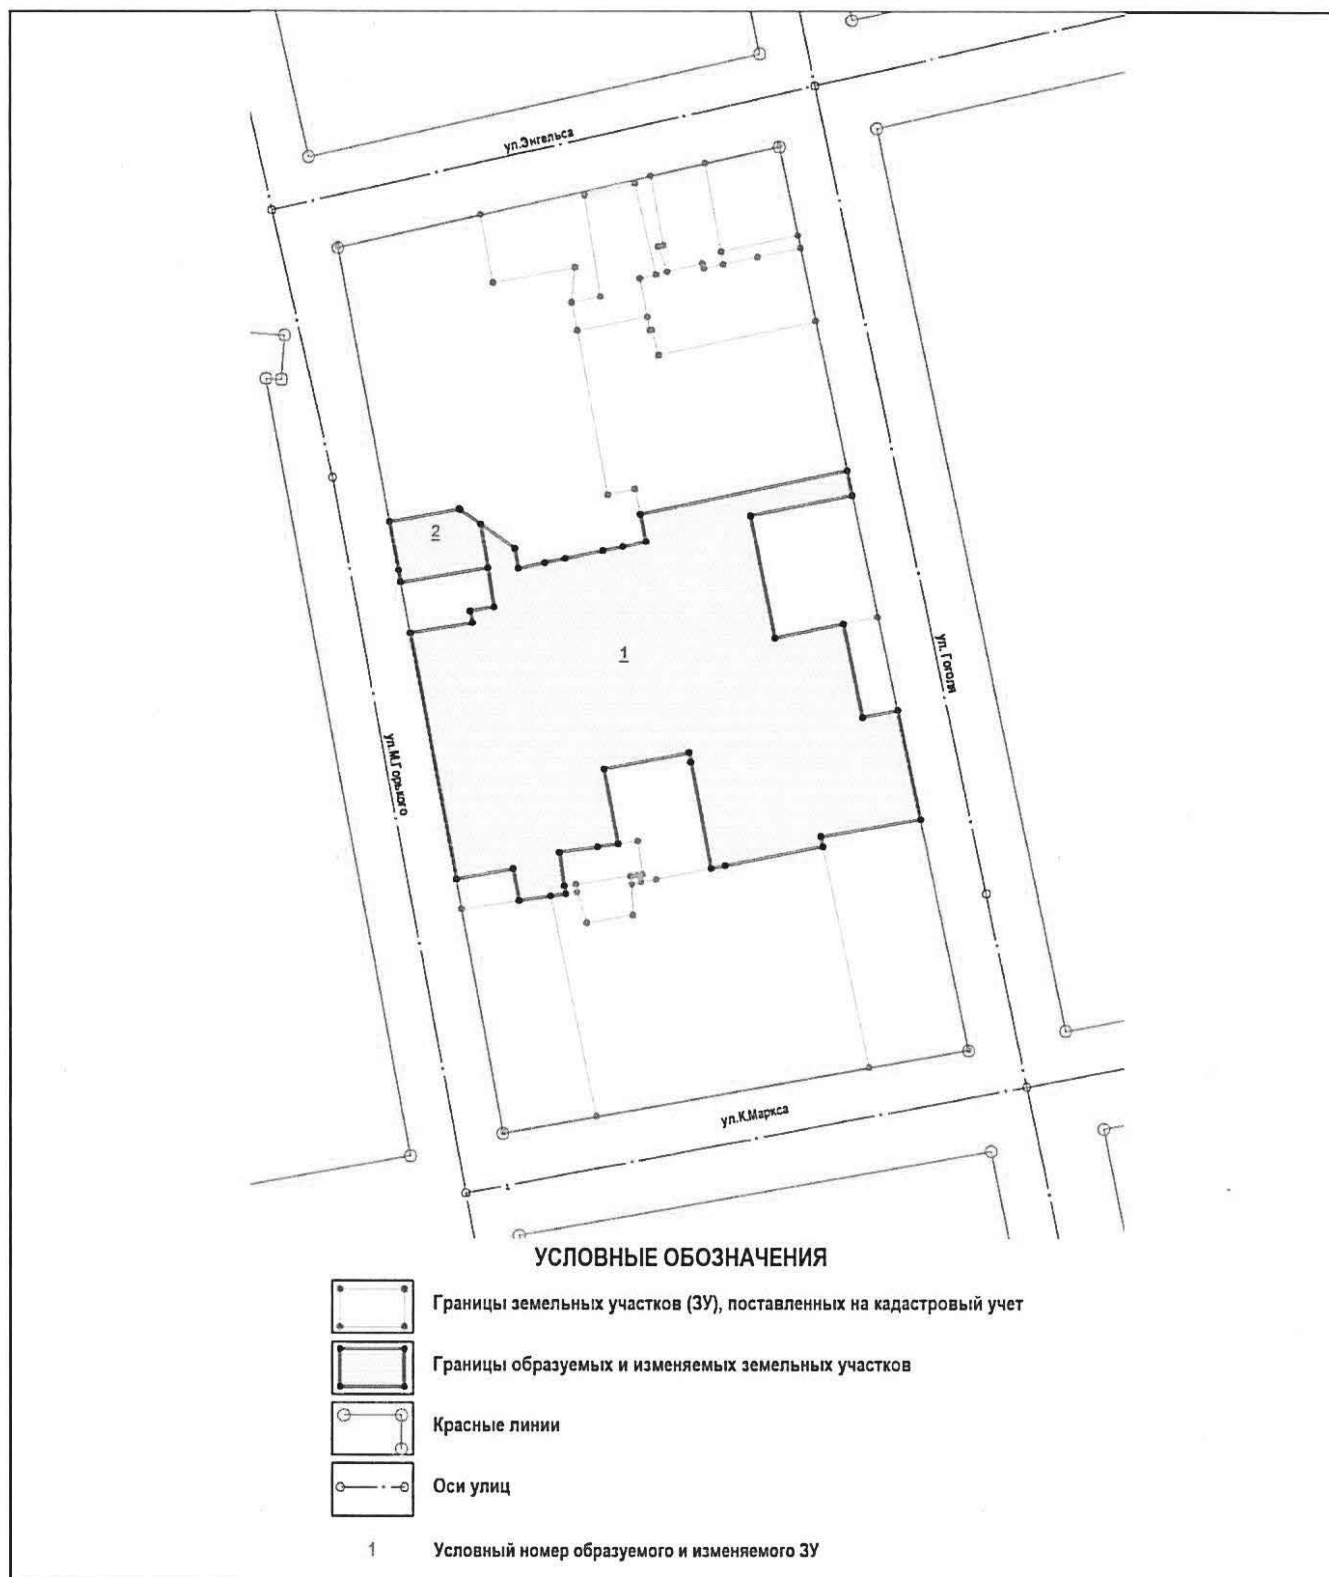 ул.Энгельса
2
1
ул. Гоголя
ул.М.Горького
ул.К.Маркса
УСЛОВНЫЕ ОБОЗНАЧЕНИЯ
Границы земельных участков (ЗУ), поставленных на кадастровый учет
Границы образуемых и изменяемых земельных участков
Красные линии
Оси улиц
1 Условный номер образуемого и изменяемого ЗУ